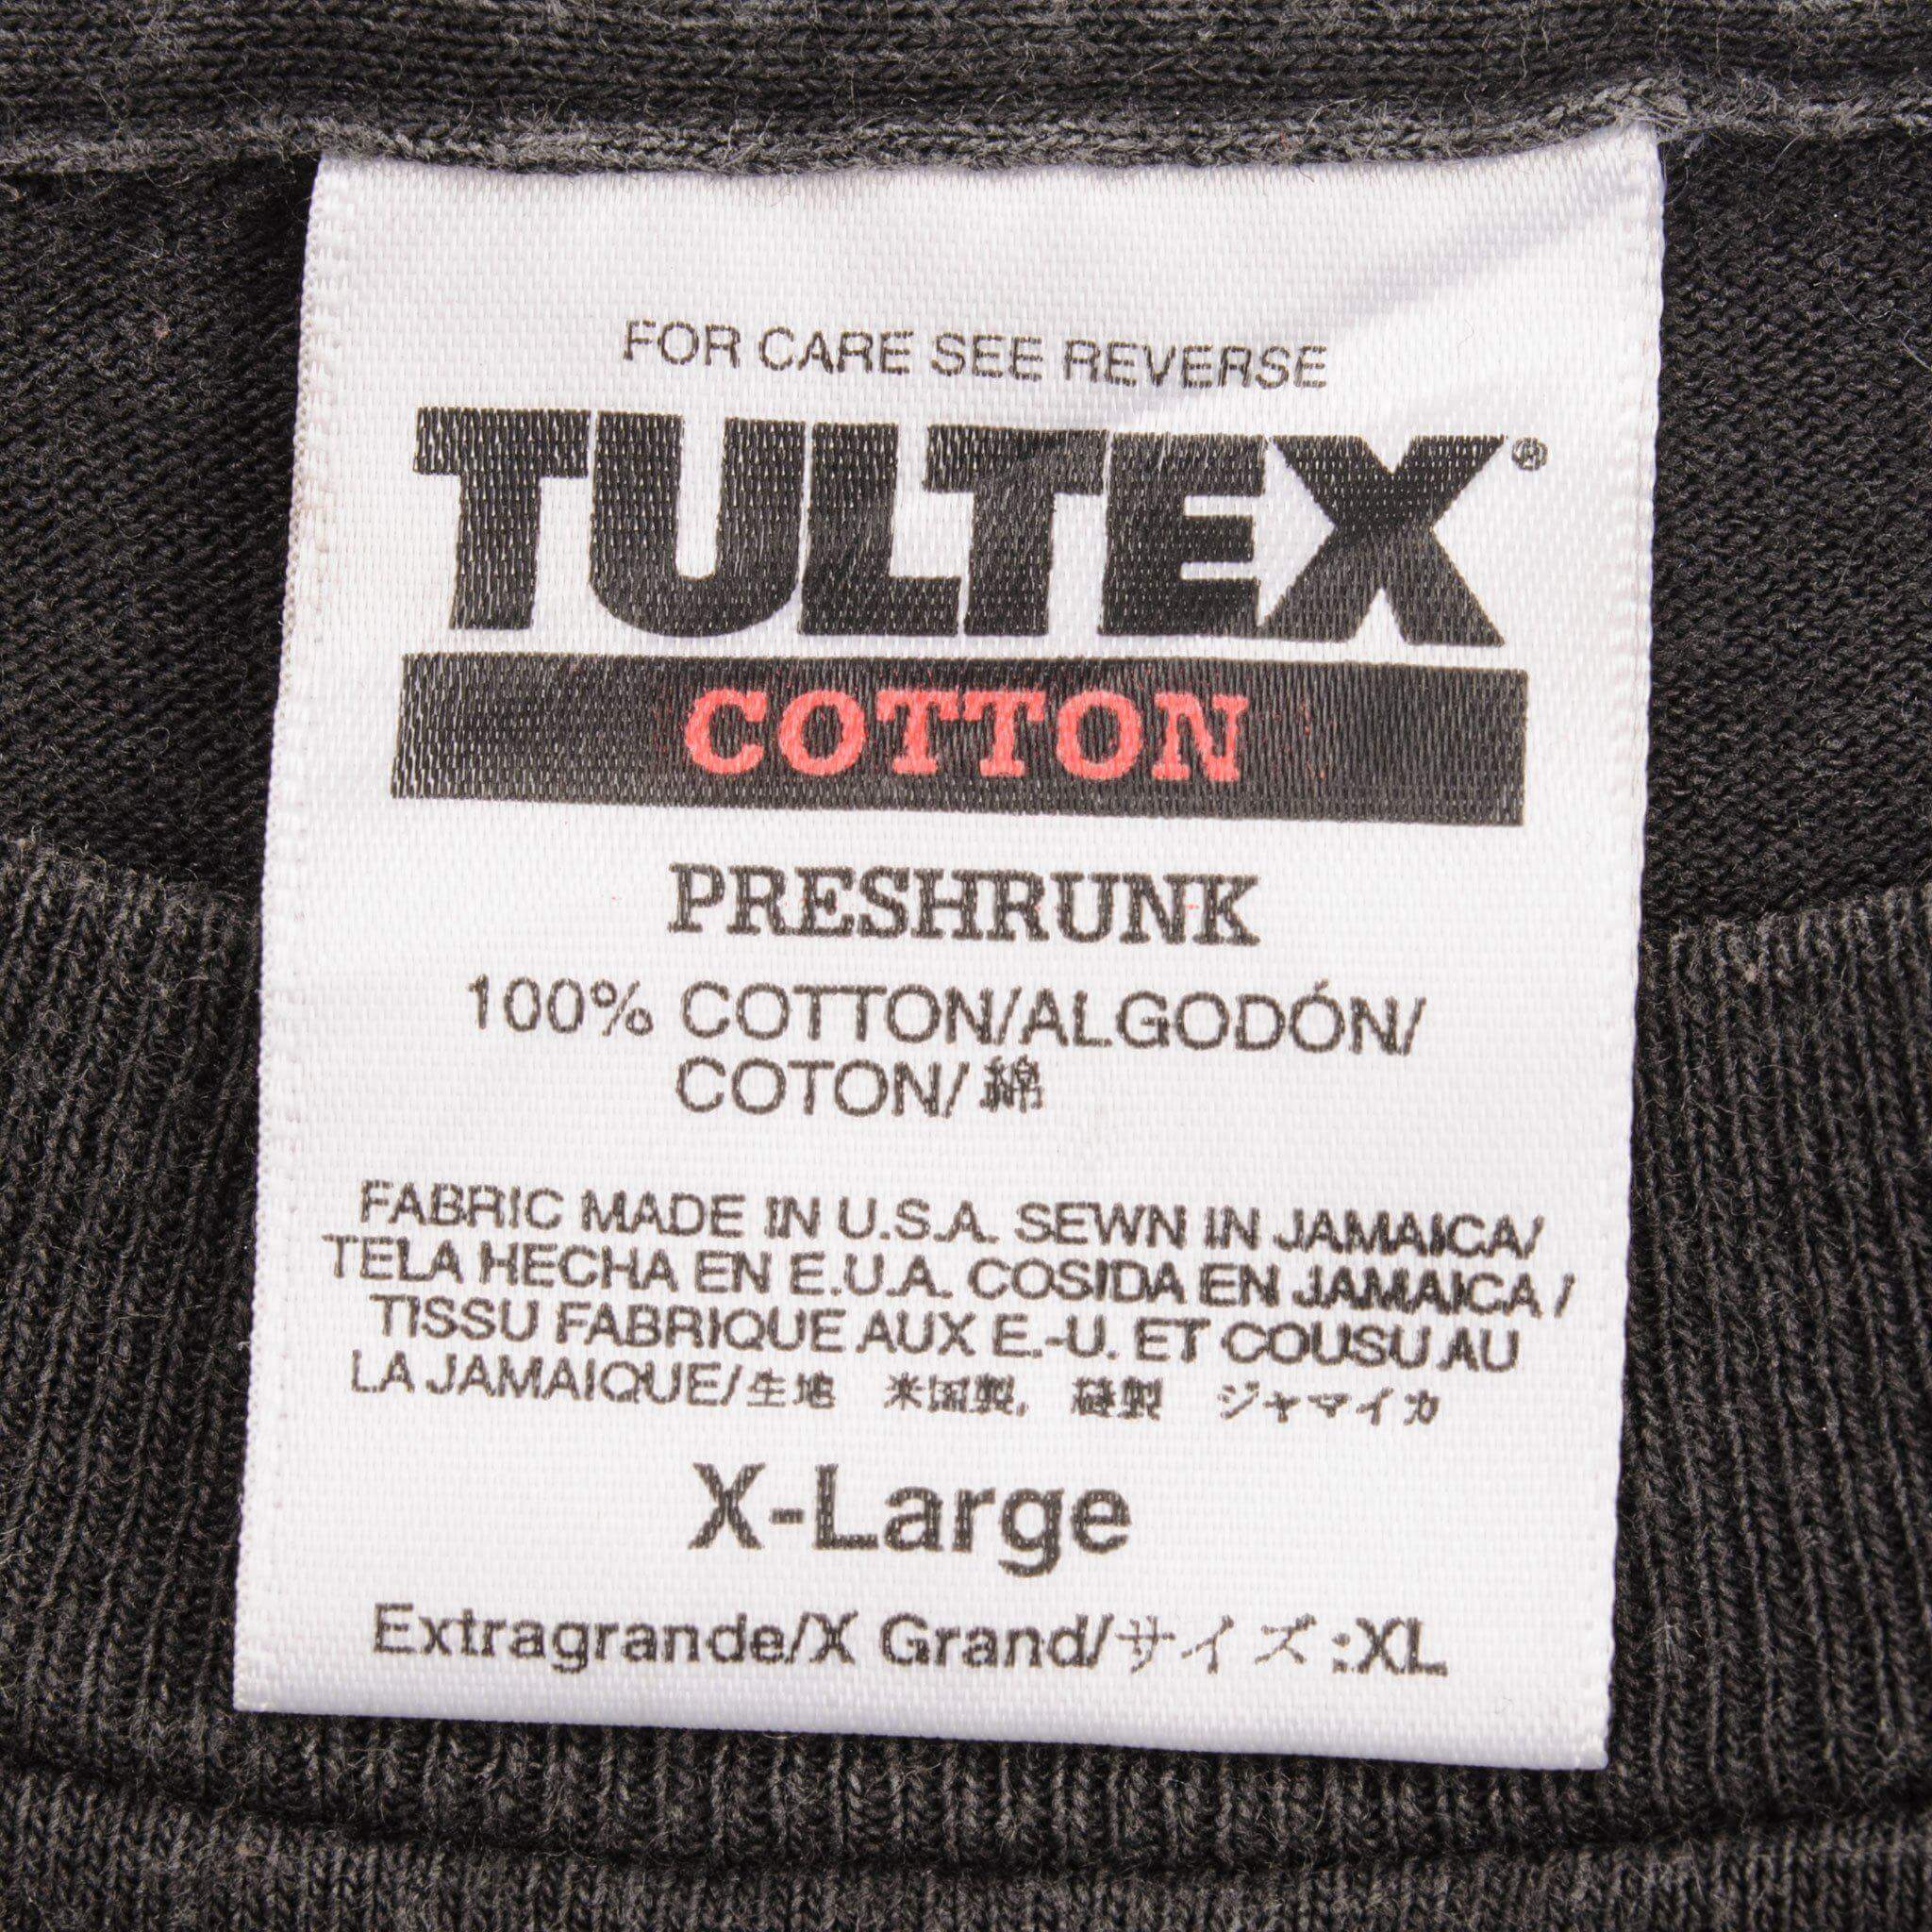 FOR CARE SEE REVERSE
TULTEX®
COTTON
PRESHRUNK
100% COTTON/ALGODÓN/
COTON/ 綿
FABRIC MADE IN U.S.A. SEWN IN JAMAICA/
TELA HECHA EN E.U.A. COSIDA EN JAMAICA /
TISSU FABRIQUE AUX E.-U. ET COUSU AU
LA JAMAIQUE/生地 米国製, 縫製 ジャマイカ
X-Large
Extragrande/X Grand/サイズ:XL